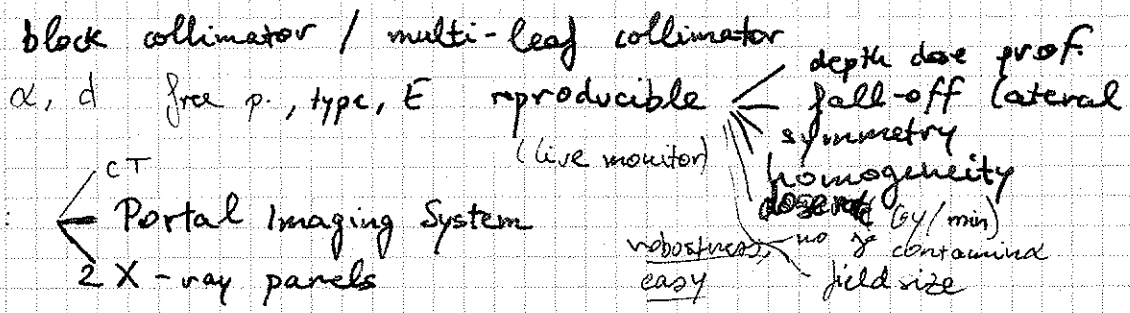 block collimator / multi-leaf collimator
depth dose prof.
α, d free p., type, E reproducible fall-off lateral
symmetry
(live monitor)
homogeneity
CT
: Portal Imaging System
(Gy/min)
robustness, no
contamina
2 X-ray panels easy field size